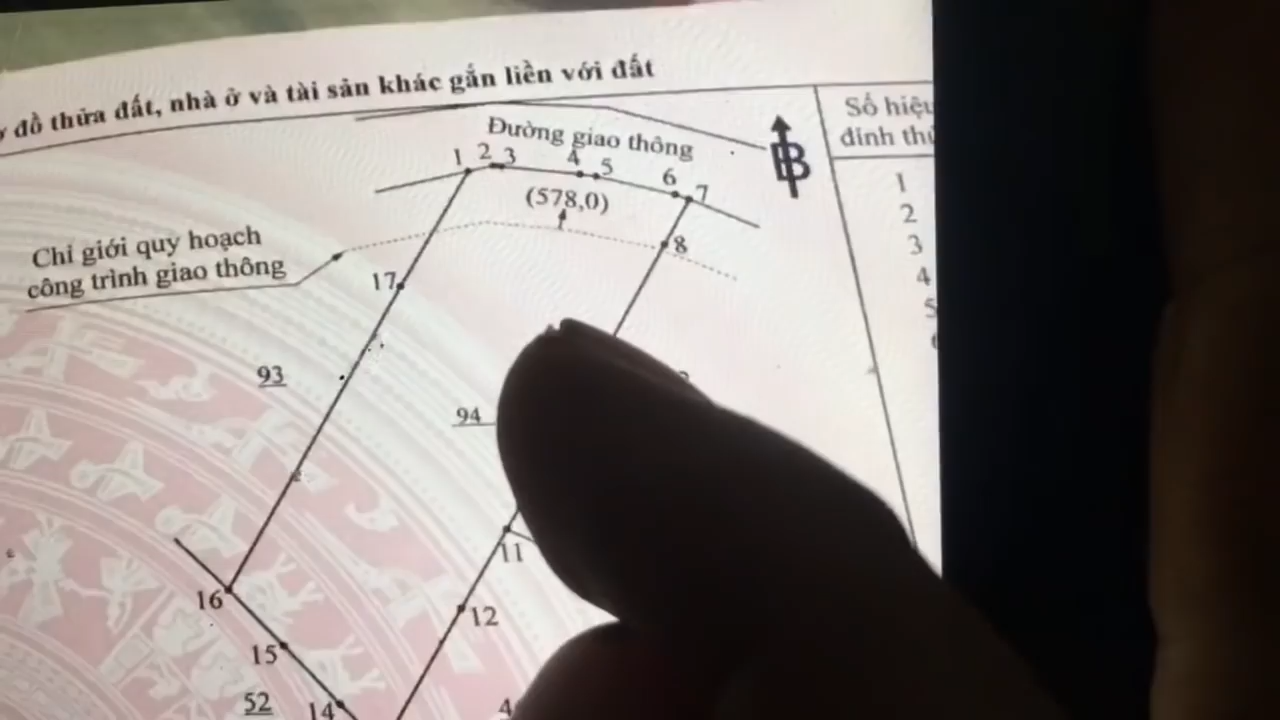 đồ thửa đất, nhà ở và tài sản khác gắn liền với đất
Số hiệu
đỉnh
Đường giao thông
1 2 3 4 5 6 7
(578,0)
8
Chỉ giới quy hoạch
công trình giao thông
17
93
94
11
12
16
15
52
14
1
2
3
4
5